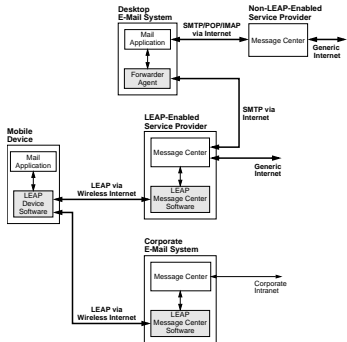 Desktop
E-Mail System
Mail
Application
Forwarder
Agent
SMTP/POP/IMAP
via Internet
Non-LEAP-Enabled
Service Provider
Message Center
Generic
Internet
SMTP via
Internet
LEAP-Enabled
Service Provider
Message Center
LEAP
Message Center
Software
Generic
Internet
Mobile
Device
Mail
Application
LEAP
Device
Software
LEAP via
Wireless Internet
Corporate
E-Mail System
Message Center
LEAP
Message Center
Software
Corporate
Intranet
LEAP via
Wireless Internet